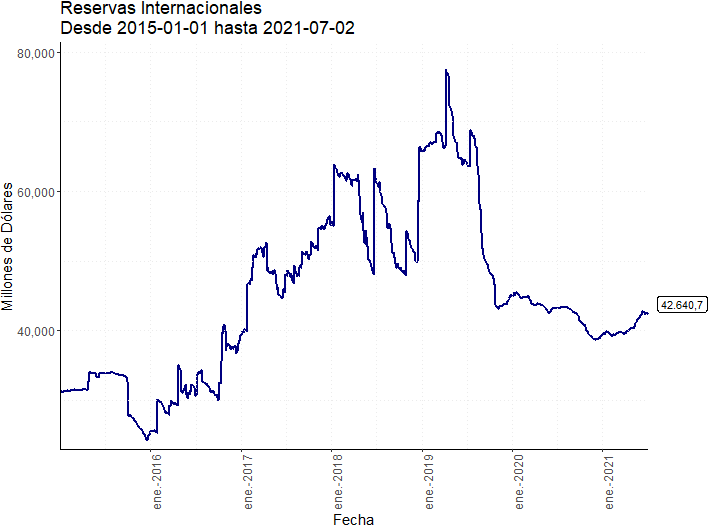 Reservas Internacionales
Desde 2015-01-01 hasta 2021-07-02
Millones de Dólares
80,000
60,000
40,000
42.640,7
ene.-2016
ene.-2017
ene.-2018
ene.-2019
ene.-2020
ene.-2021
Fecha